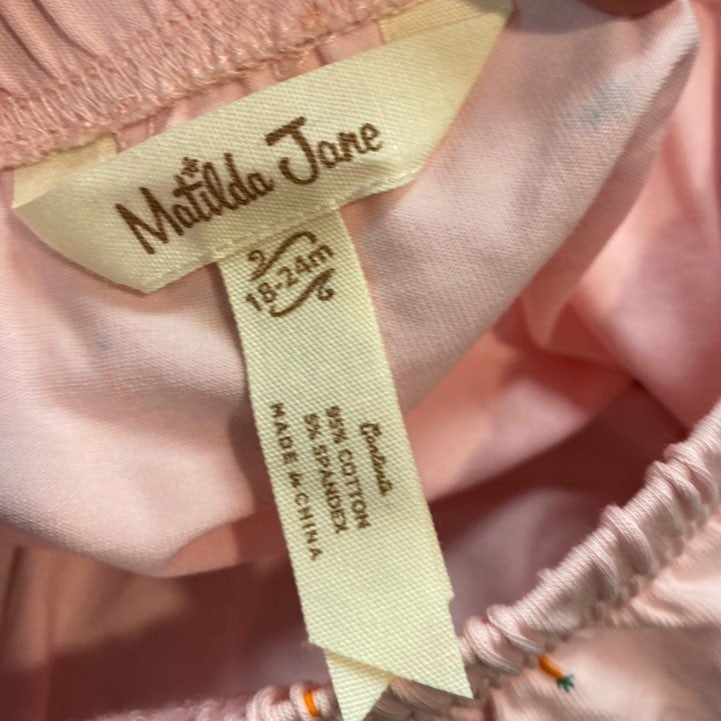 Matilda Jane
18-24m
Contents
95% COTTON
5% SPANDEX
MADE in CHINA